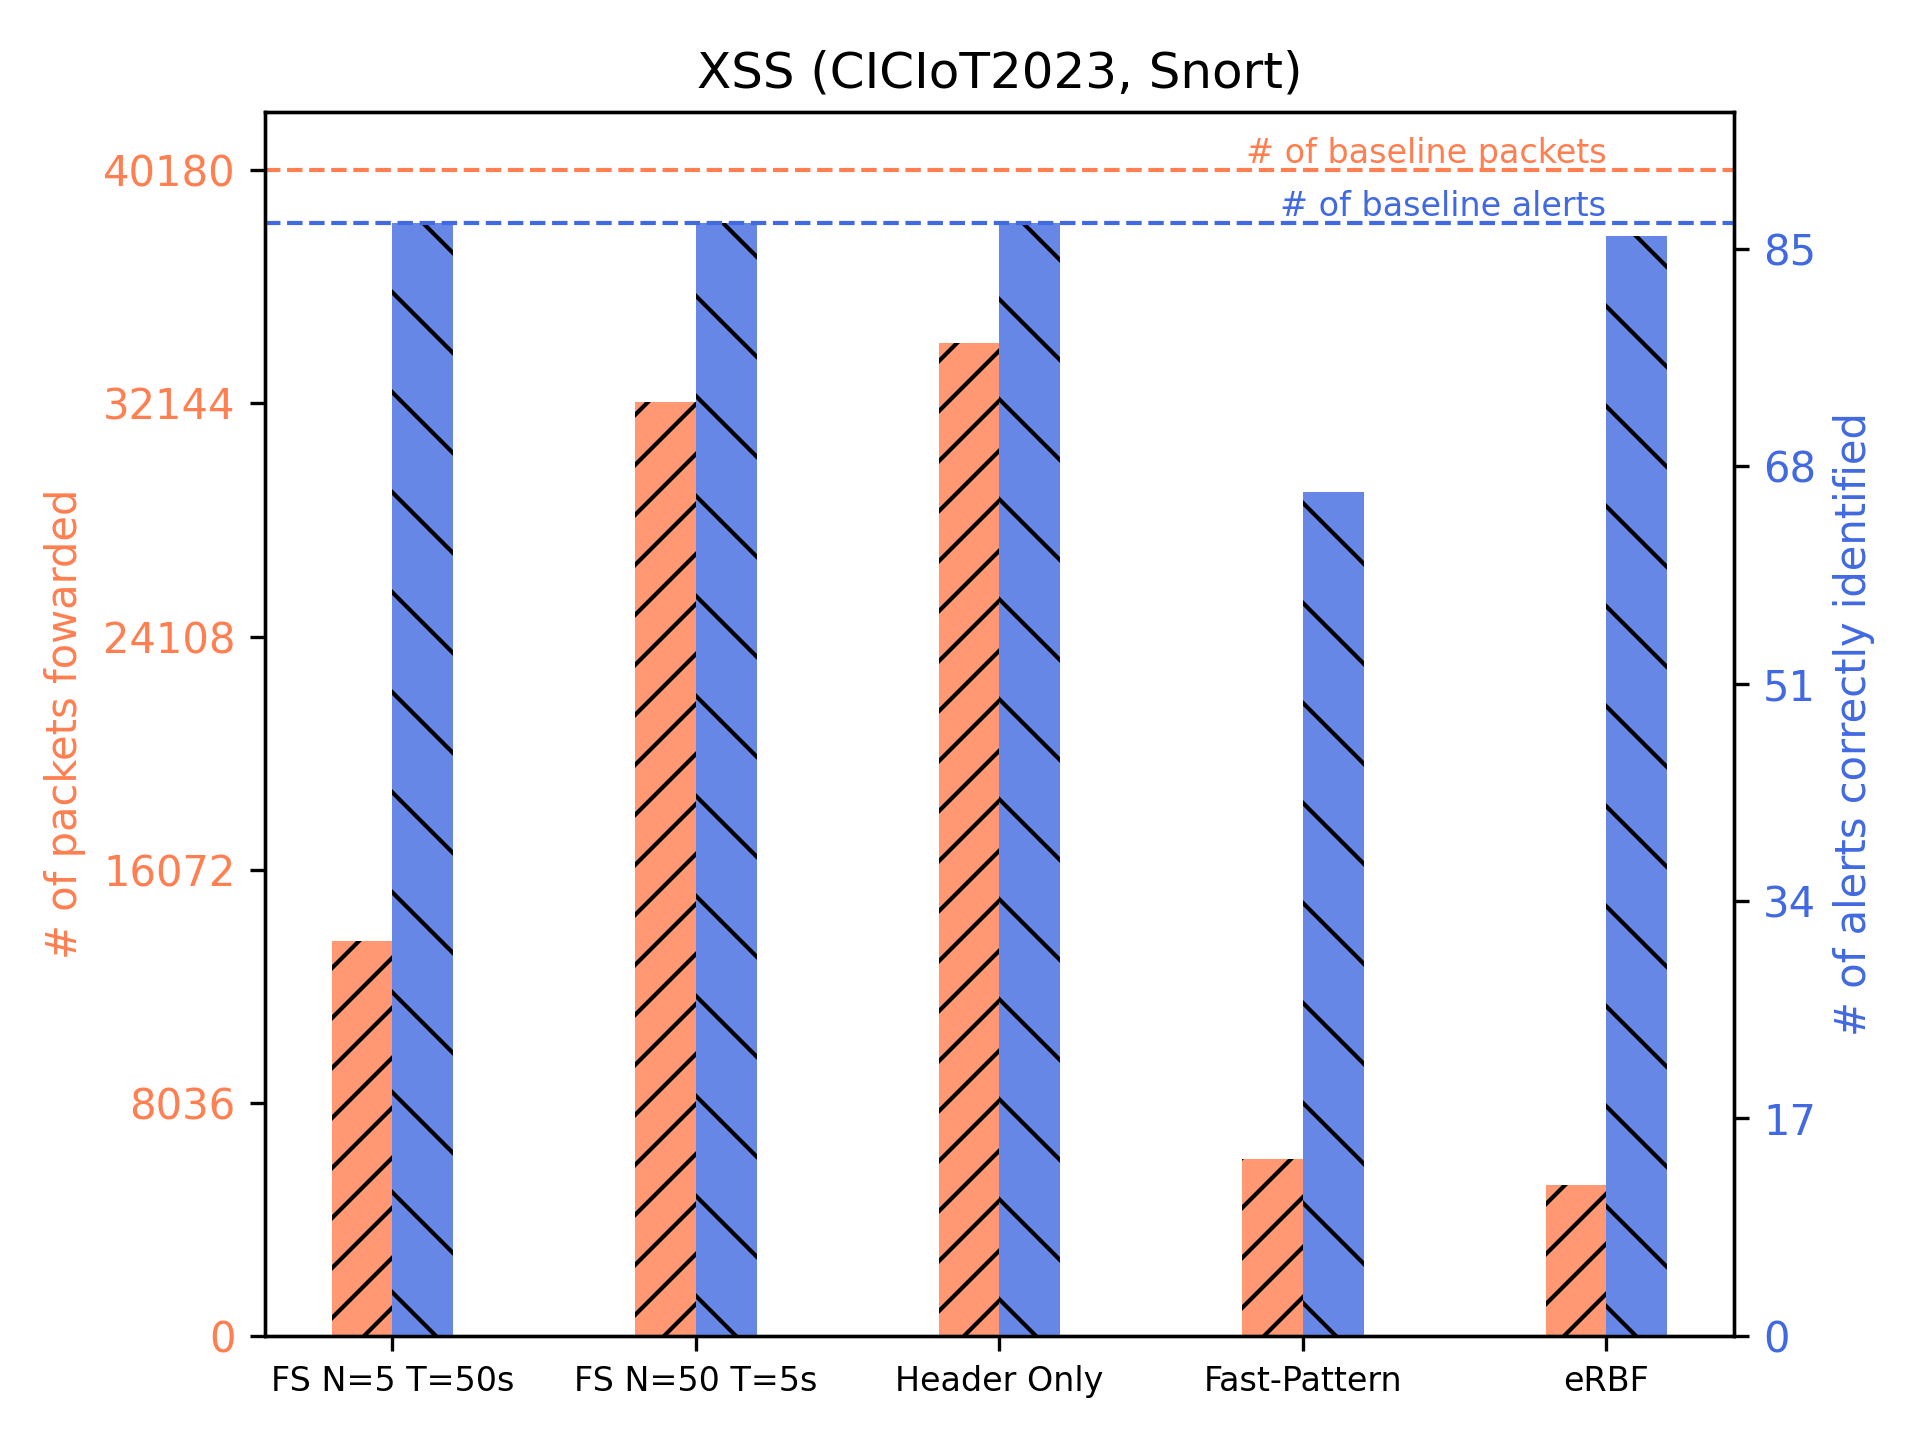 XSS (CICIoT2023, Snort)
# of baseline packets
# of baseline alerts
# of packets fowarded
40180
32144
24108
16072
8036
0
85
68
51
34
17
0
# of alerts correctly identified
FS N=5 T=50s
FS N=50 T=5s
Header Only
Fast-Pattern
eRBF